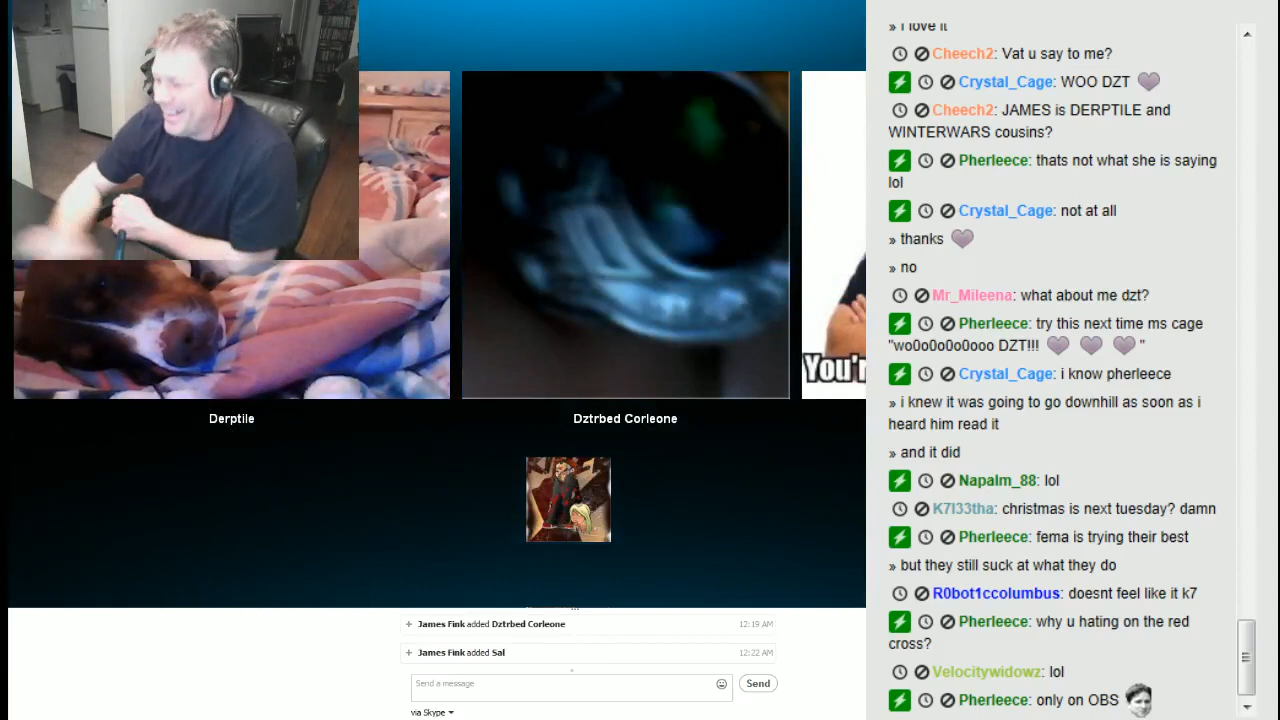 » I love it
Cheech2: Vat u say to me?
Crystal_Cage: WOO DZT
Cheech2: JAMES is DERPTILE and
WINTERWARS cousins?
Pherleece: thats not what she is saying
lol
Crystal_Cage: not at all
» thanks
» no
Mr_Mileena: what about me dzt?
Pherleece: try this next time ms cage
"wo0o0o0o0ooo DZT!!! "
Crystal_Cage: i know pherleece
» i knew it was going to go downhill as soon as i
heard him read it
» and it did
Napalm_88: lol
K7l33tha: christmas is next tuesday? damn
Pherleece: fema is trying their best
» but they still suck at what they do
R0bot1ccolumbus: doesnt feel like it k7
Pherleece: why u hating on the red
cross?
Velocitywidowz: lol
Pherleece: only on OBS
You'r
Derptile
Dztrbed Corleone
James Fink added Dztrbed Corleone 12:19 AM
James Fink added Sal 12:22 AM
Send a message
Send
via Skype